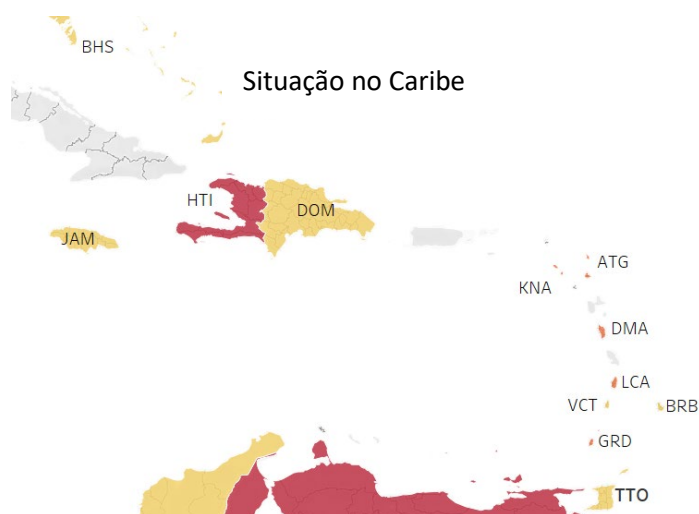 BHS
Situação no Caribe
HTI
DOM
JAM
ATG
KNA
DMA
LCA
VCT
BRB
GRD
TTO